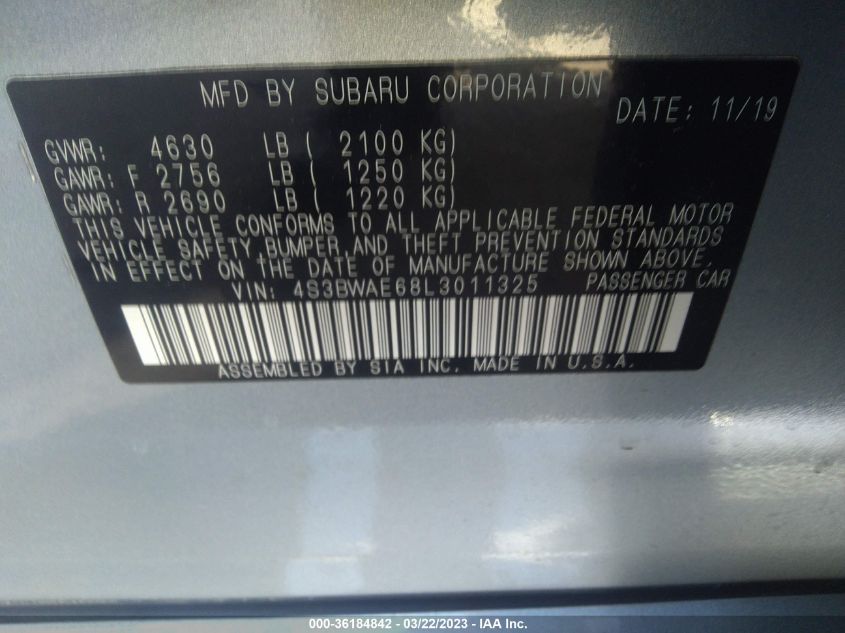 MFD BY SUBARU CORPORATION DATE: 11/19
GVWR: 4630 LB ( 2100 KG)
GAWR: F 2756 LB ( 1250 KG)
GAWR: R 2690 LB ( 1220 KG)
THIS VEHICLE CONFORMS TO ALL APPLICABLE FEDERAL MOTOR
VEHICLE SAFETY, BUMPER, AND THEFT PREVENTION STANDARDS
IN EFFECT ON THE DATE OF MANUFACTURE SHOWN ABOVE.
VIN: 4S3BWAE68L3011325 PASSENGER CAR
ASSEMBLED BY SIA INC. MADE IN U.S.A.
000-36184842 - 03/22/2023 - IAA Inc.